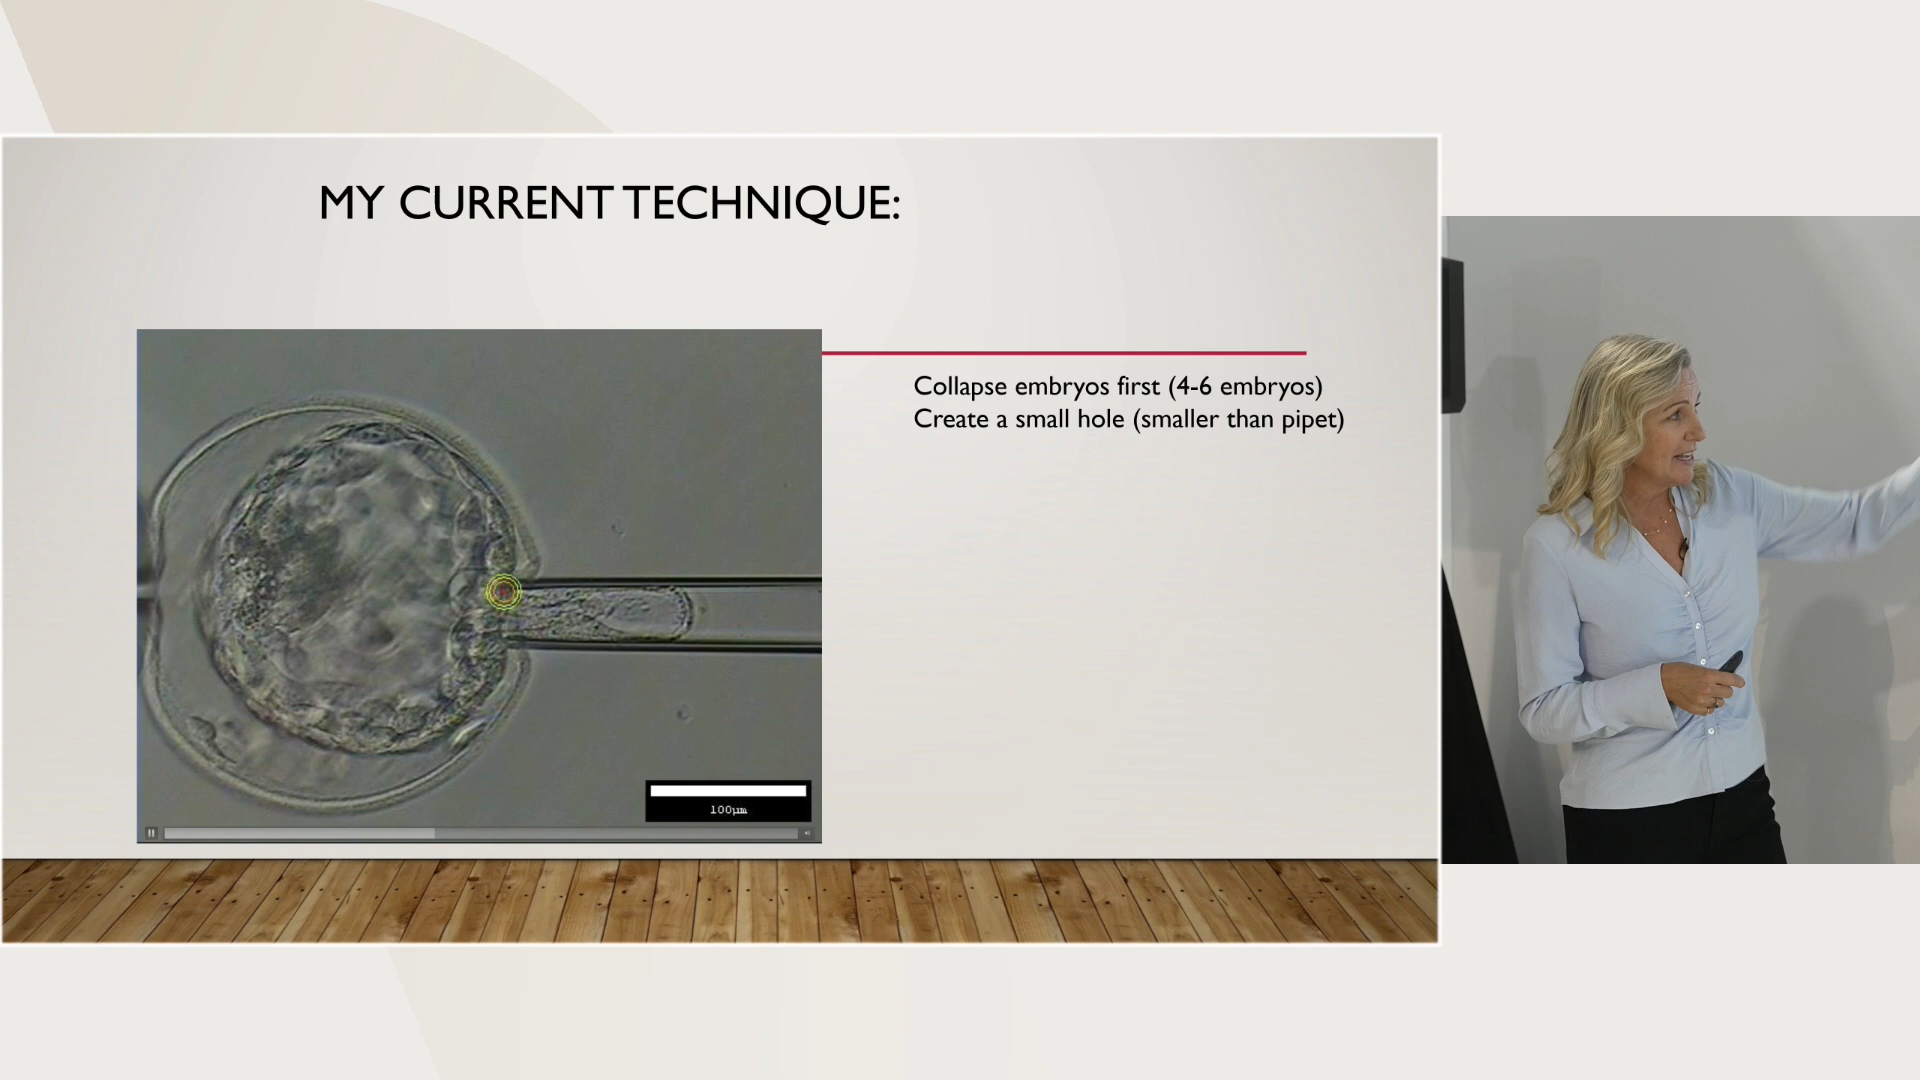 MY CURRENT TECHNIQUE:
Collapse embryos first (4-6 embryos)
Create a small hole (smaller than pipet)
100µm